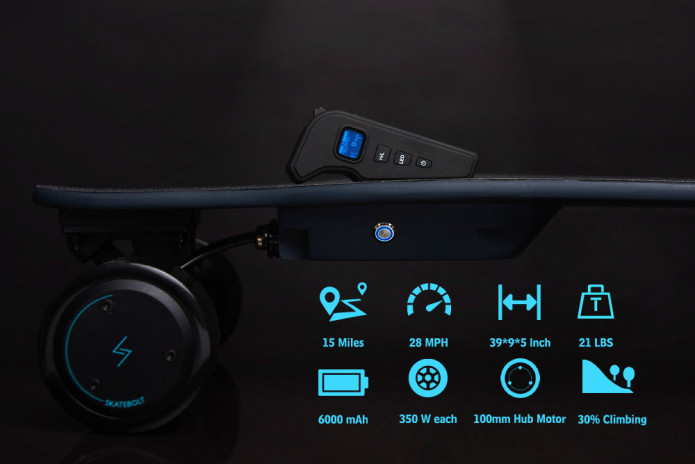 LED
15 Miles
28 MPH
39*9*5 Inch
T
21 LBS
6000 mAh
350 W each
100mm Hub Motor
30% Climbing
SKATEBOLT